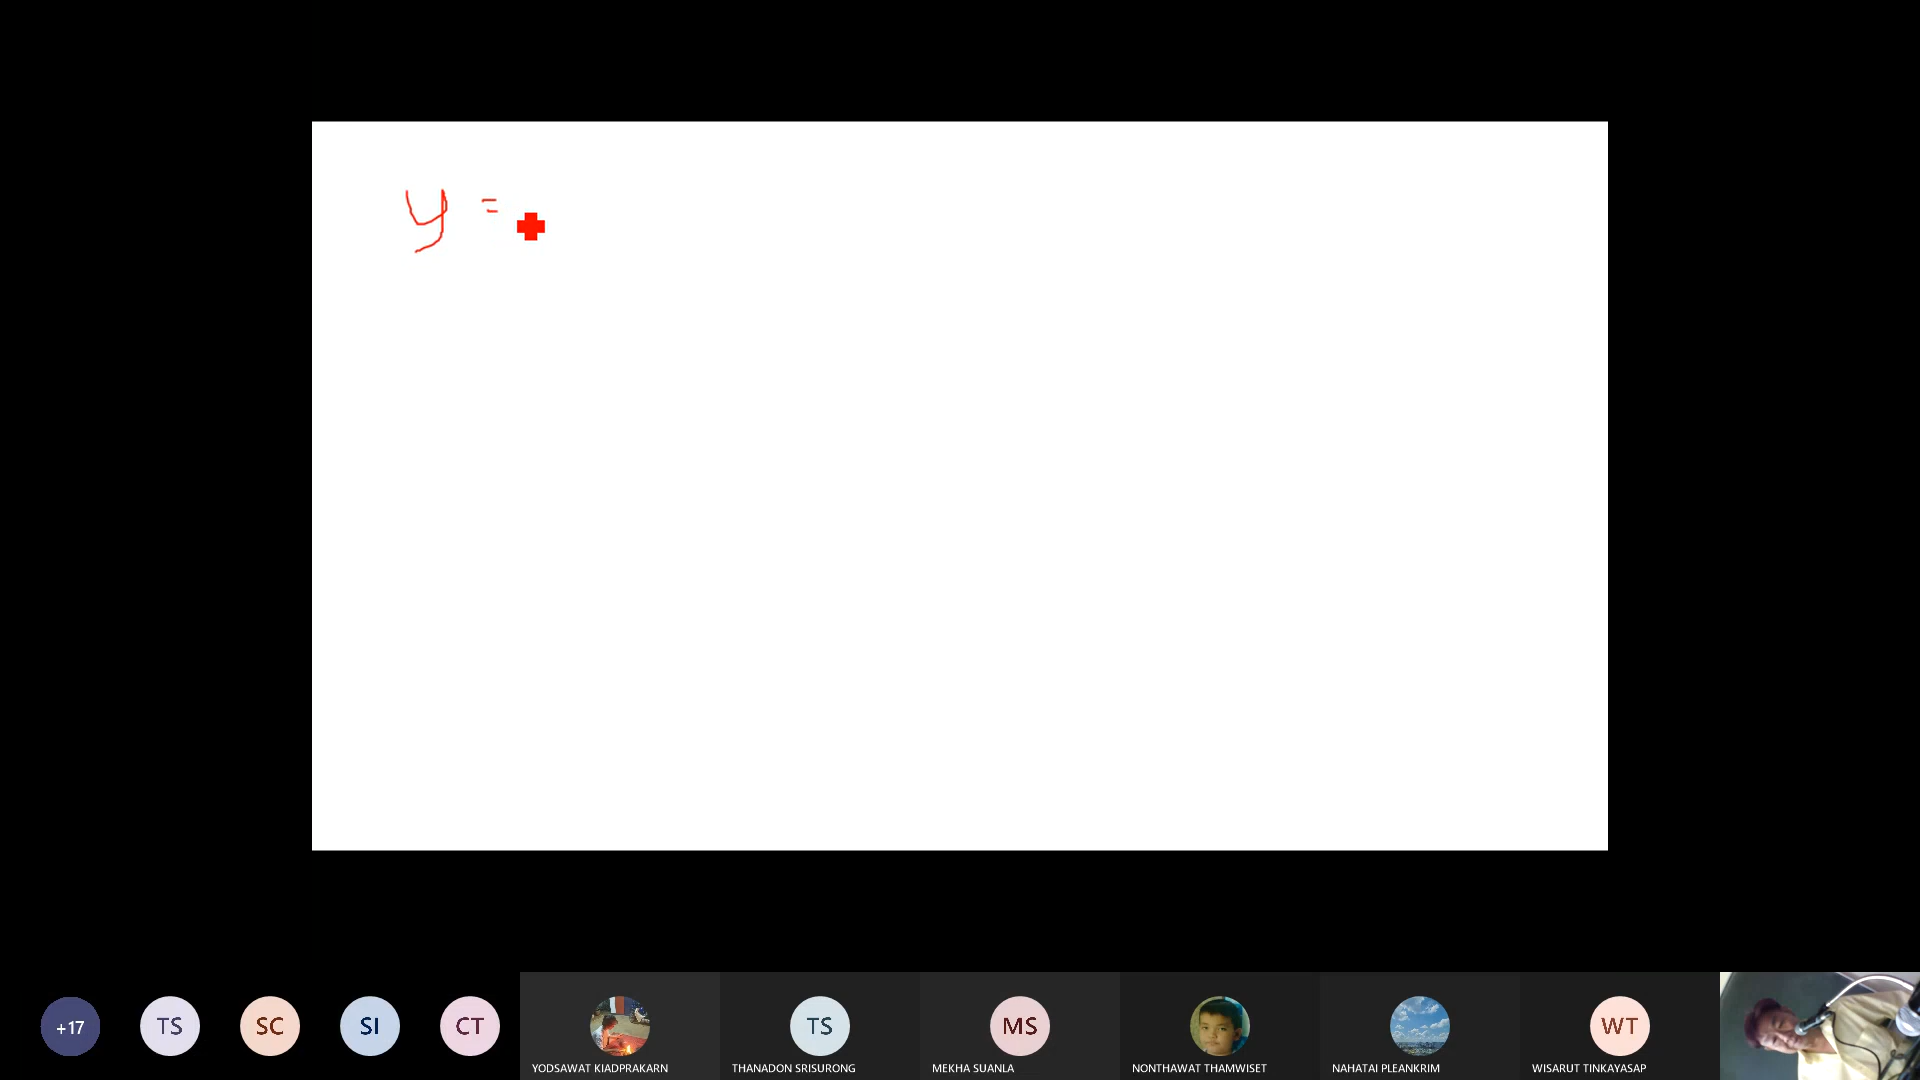 y =
+17
TS
SC
SI
CT
TS
MS
WT
YODSAWAT KIADPRAKARN
THANADON SRISURONG
MEKHA SUANLA
NONTHAWAT THAMWISET
NAHATAI PLEANKRIM
WISARUT TINKAYASAP